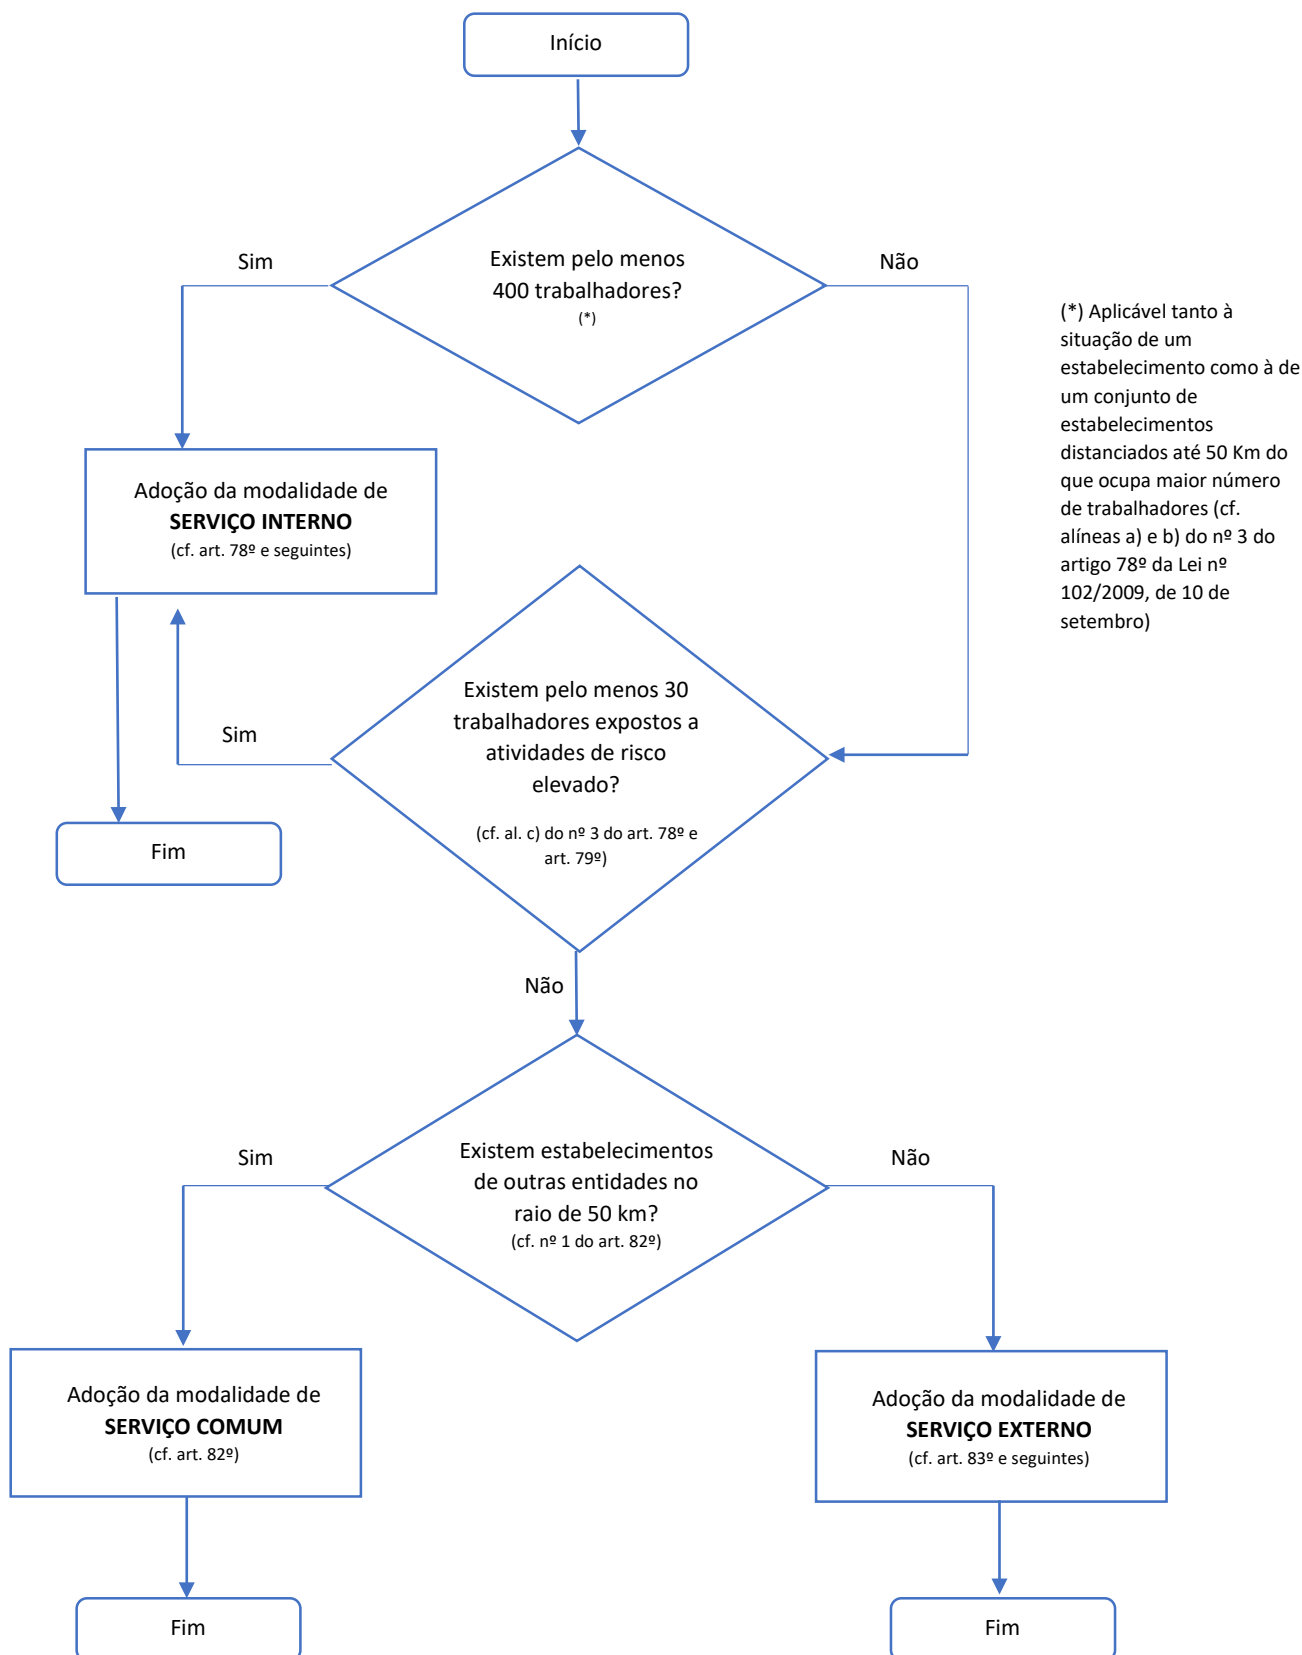 Início
Existem pelo menos
400 trabalhadores?
(*)
Sim
Não
(*) Aplicável tanto à
situação de um
estabelecimento como à de
um conjunto de
estabelecimentos
distanciados até 50 Km do
que ocupa maior número
de trabalhadores (cf.
alíneas a) e b) do nº 3 do
artigo 78º da Lei nº
102/2009, de 10 de
setembro)
Adoção da modalidade de
SERVIÇO INTERNO
(cf. art. 78º e seguintes)
Existem pelo menos 30
trabalhadores expostos a
atividades de risco
elevado?
(cf. al. c) do nº 3 do art. 78º e
art. 79º)
Sim
Fim
Não
Existem estabelecimentos
de outras entidades no
raio de 50 km?
(cf. nº 1 do art. 82º)
Sim
Não
Adoção da modalidade de
SERVIÇO COMUM
(cf. art. 82º)
Adoção da modalidade de
SERVIÇO EXTERNO
(cf. art. 83º e seguintes)
Fim
Fim